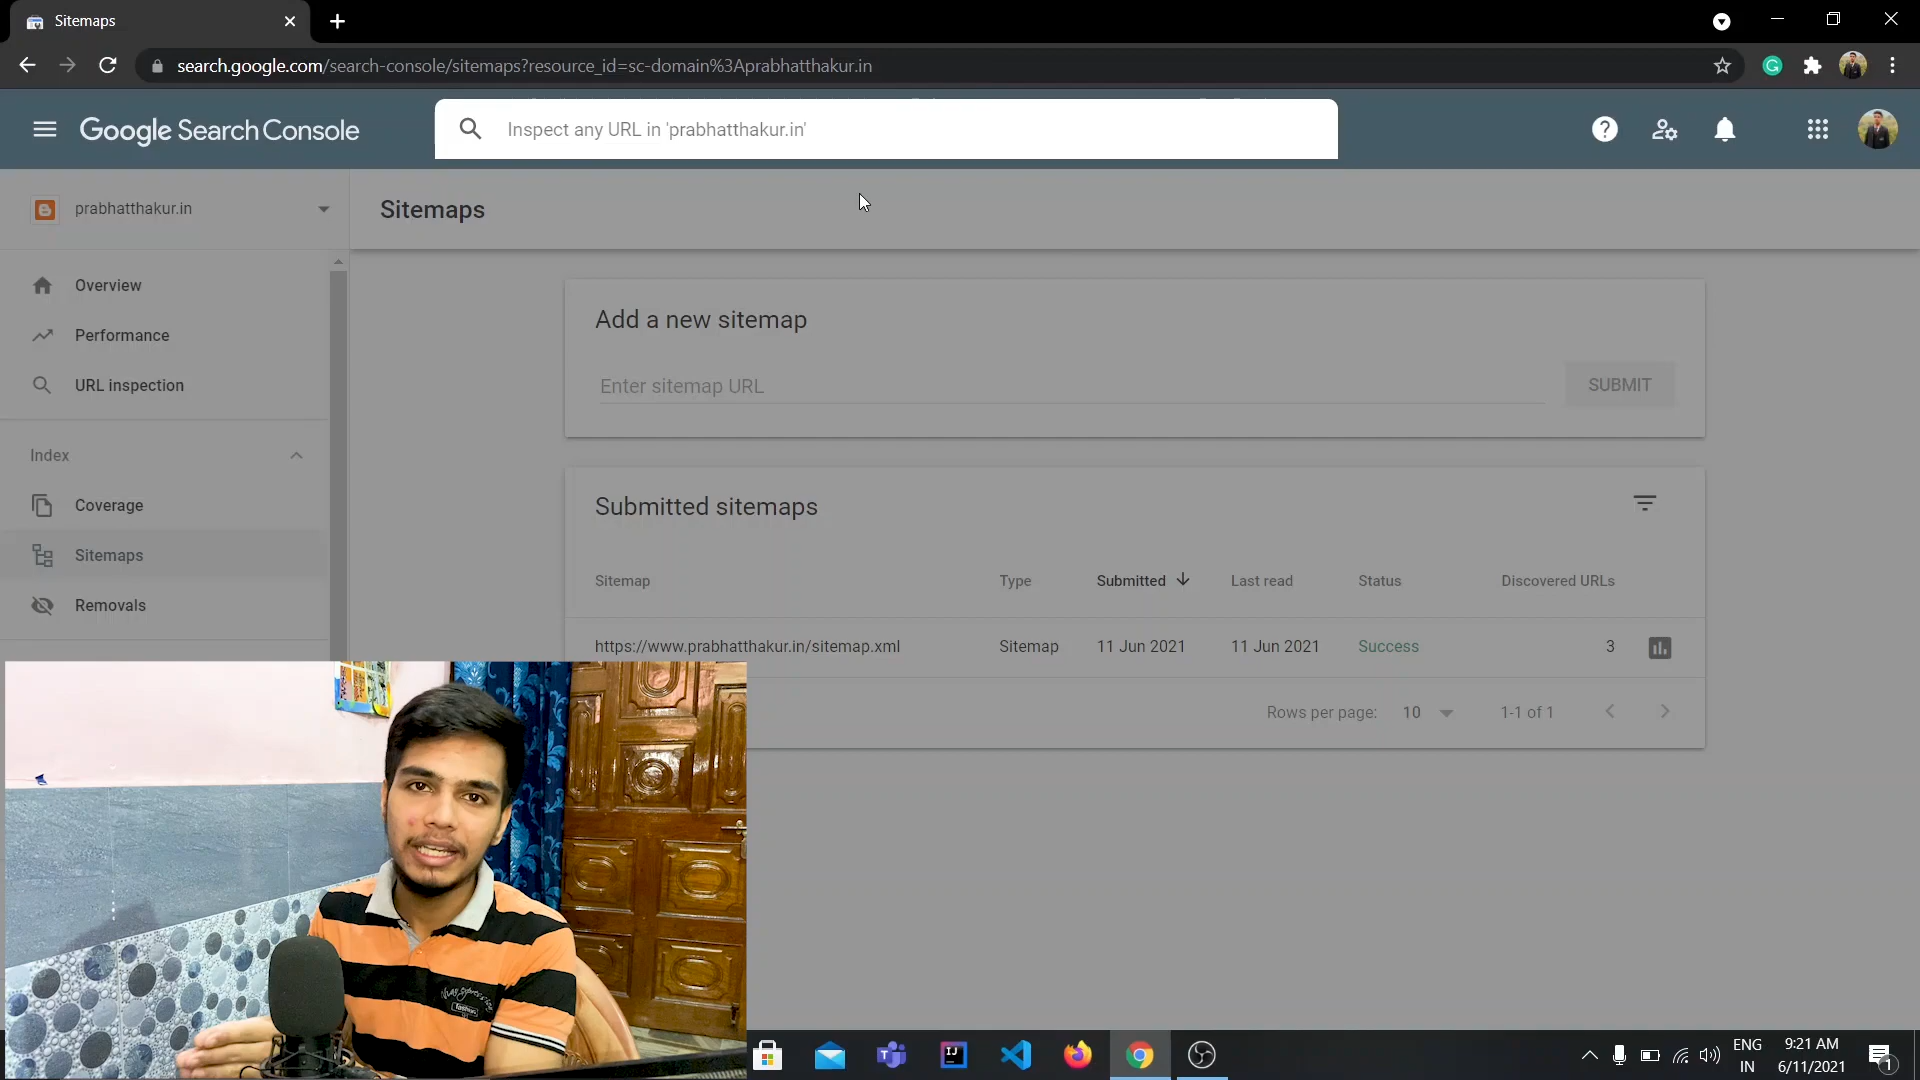 Sitemaps
search.google.com/search-console/sitemaps?resource_id=sc-domain%3Aprabhatthakur.in
Google Search Console
Inspect any URL in 'prabhatthakur.in'
prabhatthakur.in
Sitemaps
Overview
Performance
URL inspection
Index
Coverage
Sitemaps
Removals
Add a new sitemap
Enter sitemap URL
SUBMIT
Submitted sitemaps
Sitemap Type Submitted Last read Status Discovered URLs
https://www.prabhatthakur.in/sitemap.xml Sitemap 11 Jun 2021 11 Jun 2021 Success 3
Rows per page: 10 1-1 of 1
fashion
IJ
ENG
IN
9:21 AM
6/11/2021
1